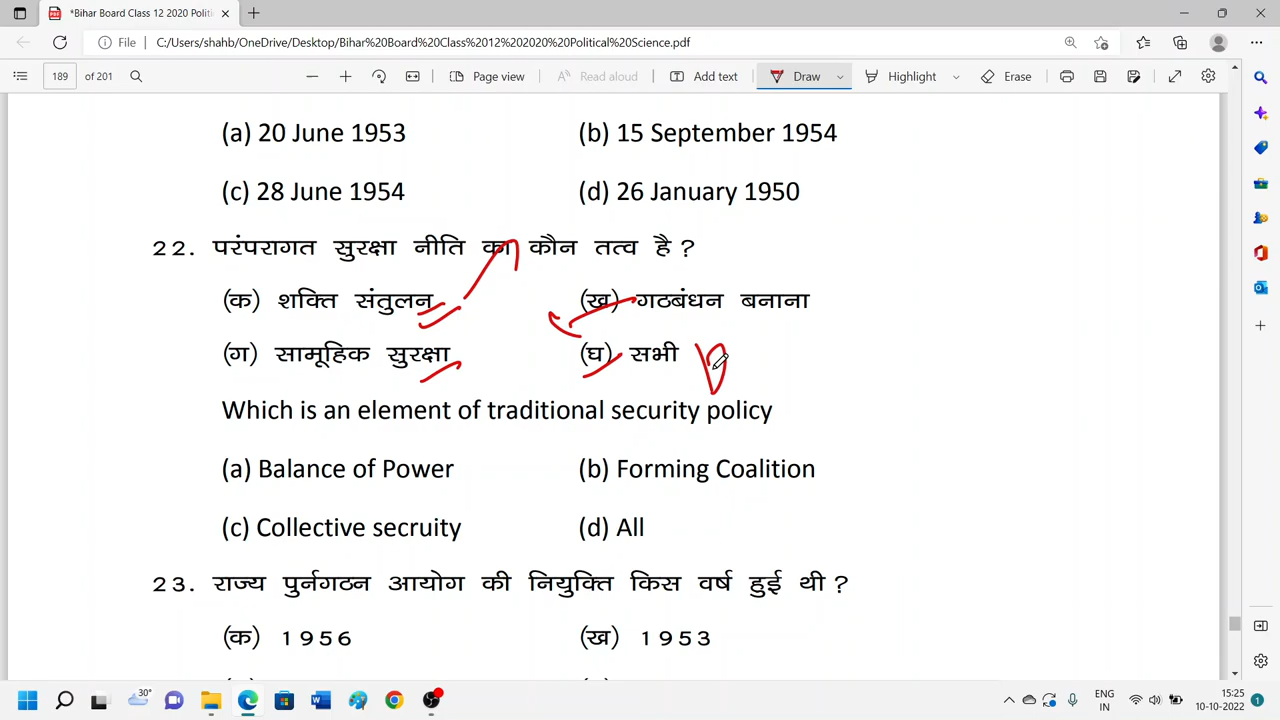 *Bihar Board Class 12 2020 Politi
File C:/Users/shahb/OneDrive/Desktop/Bihar%20Board%20Class%2012%202020%20Political%20Science.pdf
189 of 201 Page view Read aloud Add text Draw Highlight Erase
(a) 20 June 1953 (b) 15 September 1954
(c) 28 June 1954 (d) 26 January 1950
22. परंपरागत सुरक्षा नीति का कौन तत्व है ?
(क) शक्ति संतुलन (ख) गठबंधन बनाना
(ग) सामूहिक सुरक्षा (घ) सभी
Which is an element of traditional security policy
(a) Balance of Power (b) Forming Coalition
(c) Collective secruity (d) All
23. राज्य पुर्नगठन आयोग की नियुक्ति किस वर्ष हुई थी ?
(क) 1956 (ख) 1953
30° ENG 15:25
IN 10-10-2022 1